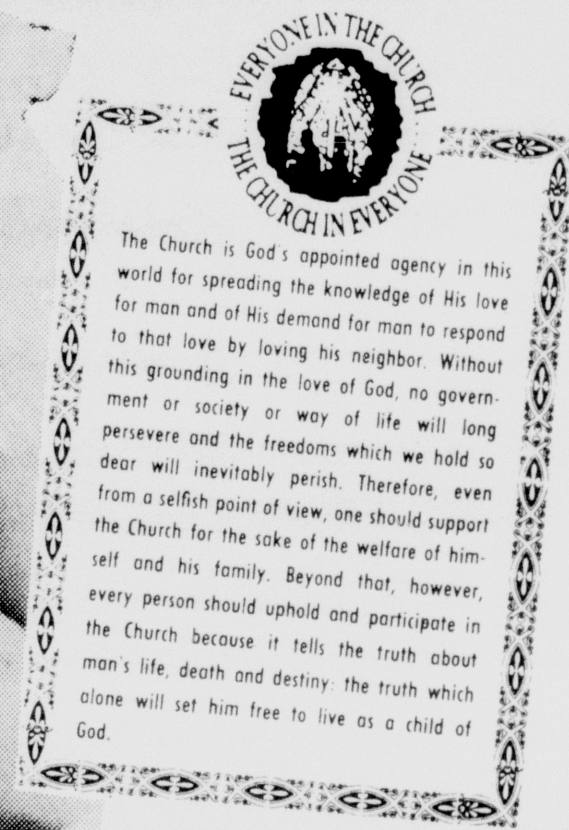 EVERYONE IN THE CHURCH
THE CHURCH IN EVERYONE
The Church is God's appointed agency in this
world for spreading the knowledge of His love
for man and of His demand for man to respond
to that love by loving his neighbor. Without
this grounding in the love of God, no govern-
ment or society or way of life will long
persevere and the freedoms which we hold so
dear will inevitably perish. Therefore, even
from a selfish point of view, one should support
the Church for the sake of the welfare of him-
self and his family. Beyond that, however,
every person should uphold and participate in
the Church because it tells the truth about
man's life, death and destiny: the truth which
alone will set him free to live as a child of
God.